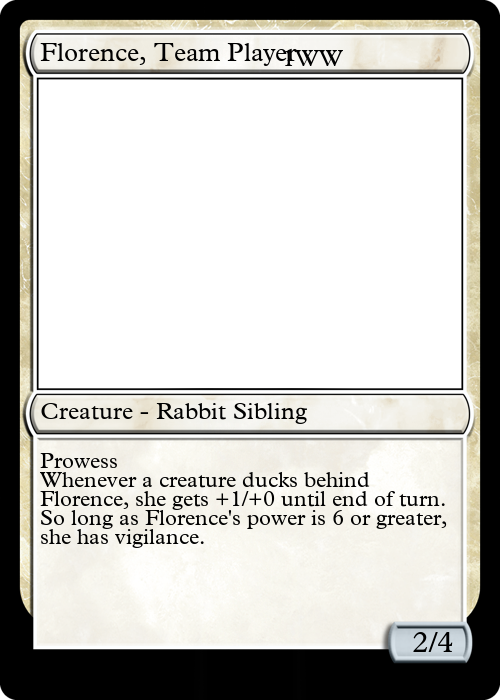 Florence, Team Player 1WW
Creature - Rabbit Sibling
Prowess
Whenever a creature ducks behind
Florence, she gets +1/+0 until end of turn.
So long as Florence's power is 6 or greater,
she has vigilance.
2/4